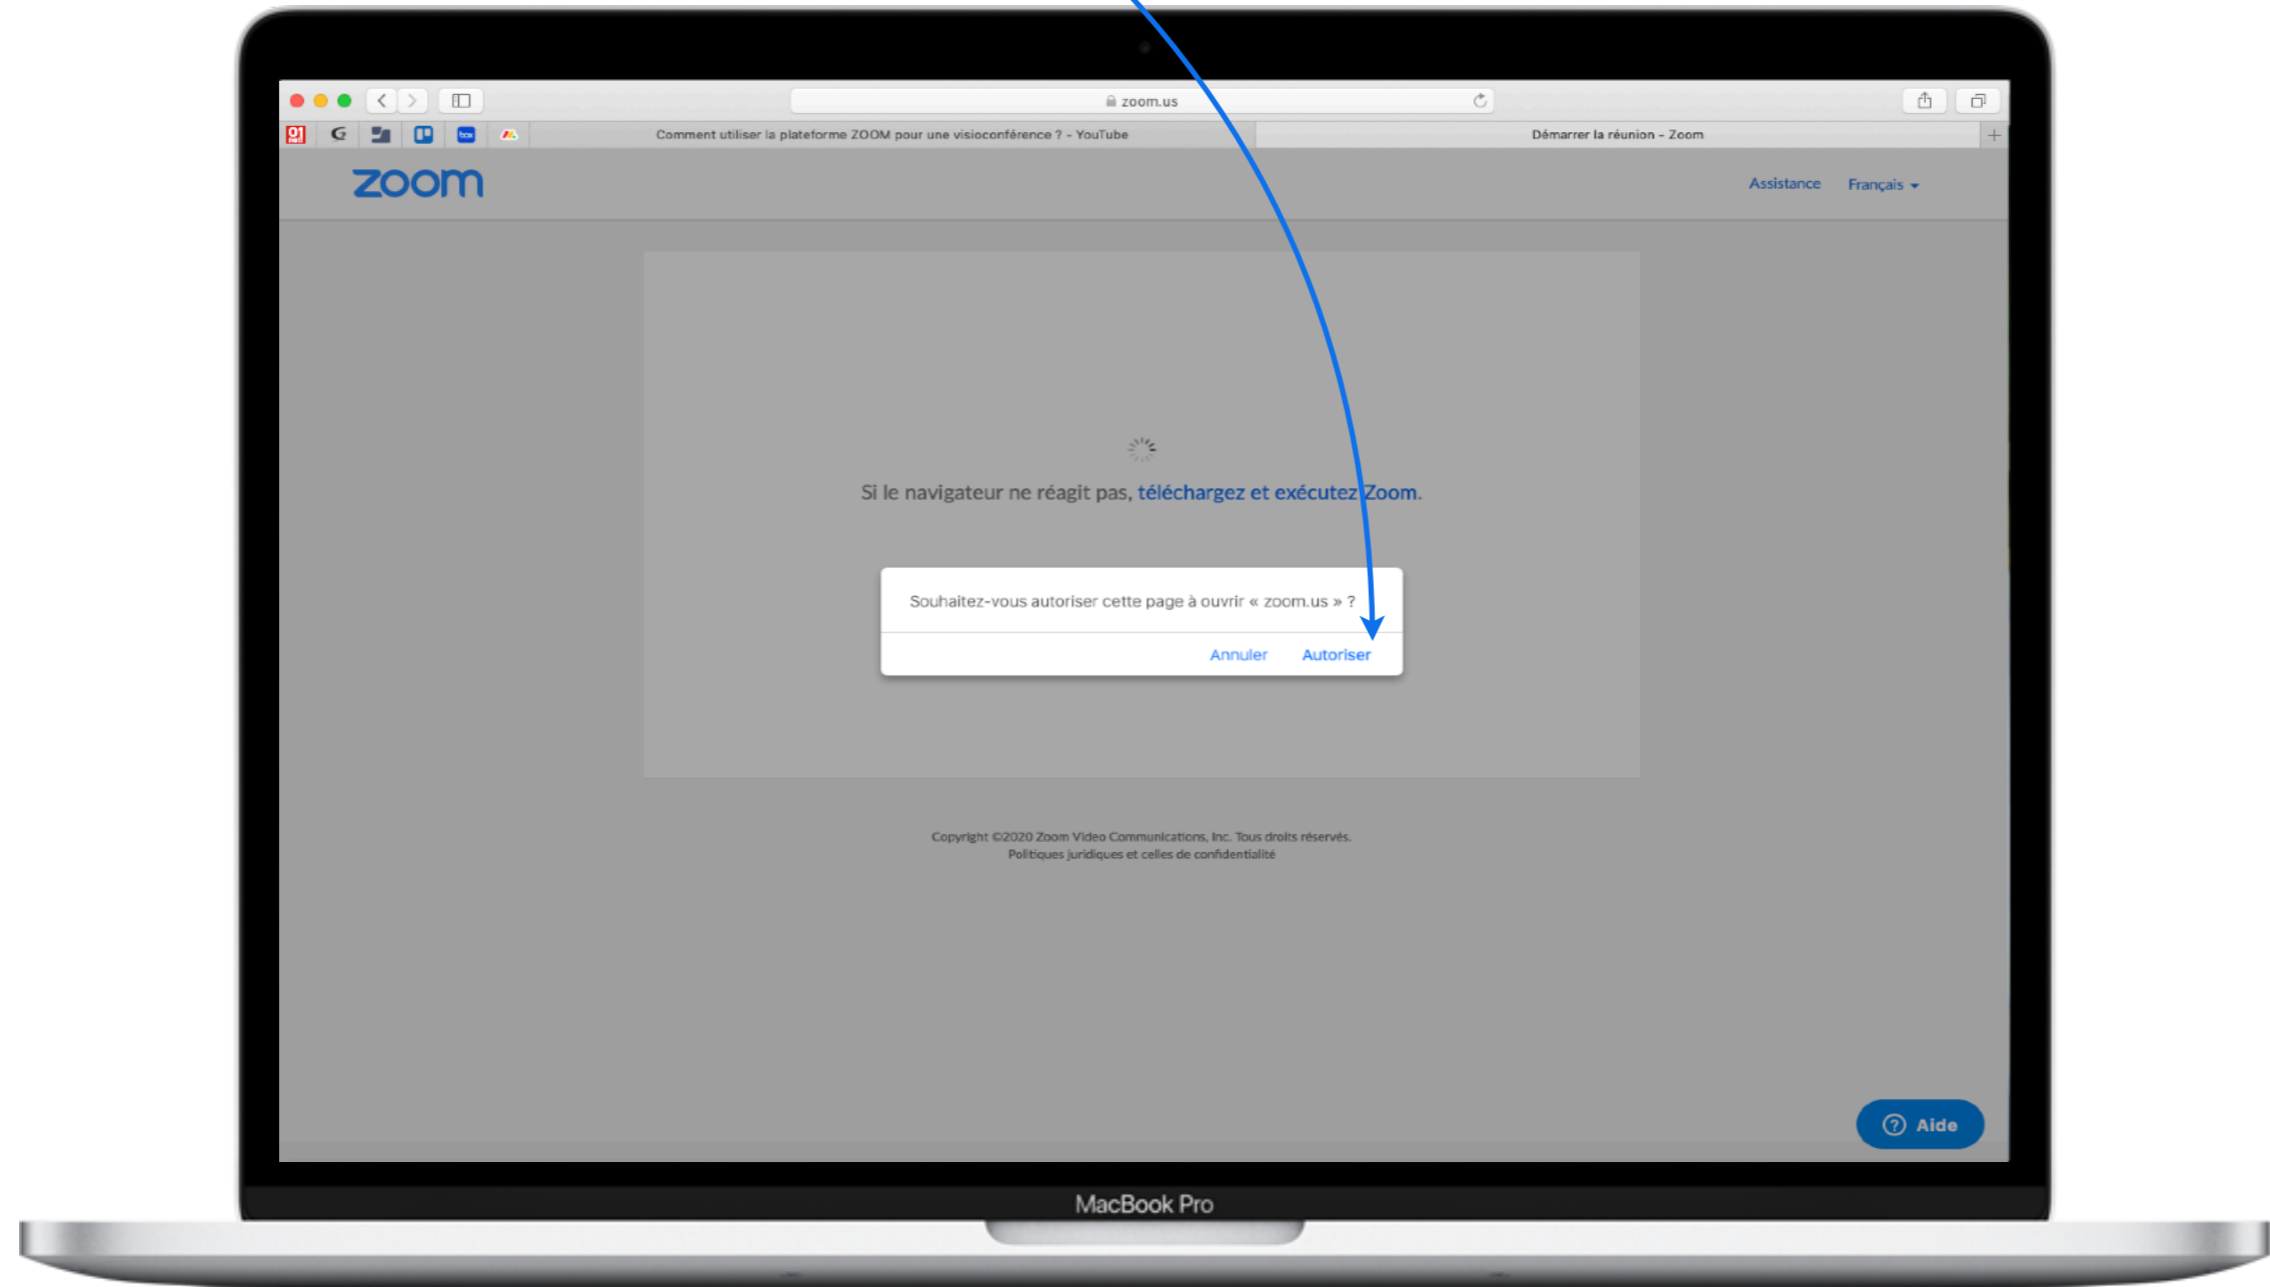 zoom.us
Comment utiliser la plateforme ZOOM pour une visioconférence ? - YouTube
Démarrer la réunion - Zoom
box
zoom
Assistance
Français
Si le navigateur ne réagit pas, téléchargez et exécutez Zoom.
Souhaitez-vous autoriser cette page à ouvrir « zoom.us » ?
Annuler
Autoriser
Copyright ©2020 Zoom Video Communications, Inc. Tous droits réservés.
Politiques juridiques et celles de confidentialité
? Aide
MacBook Pro